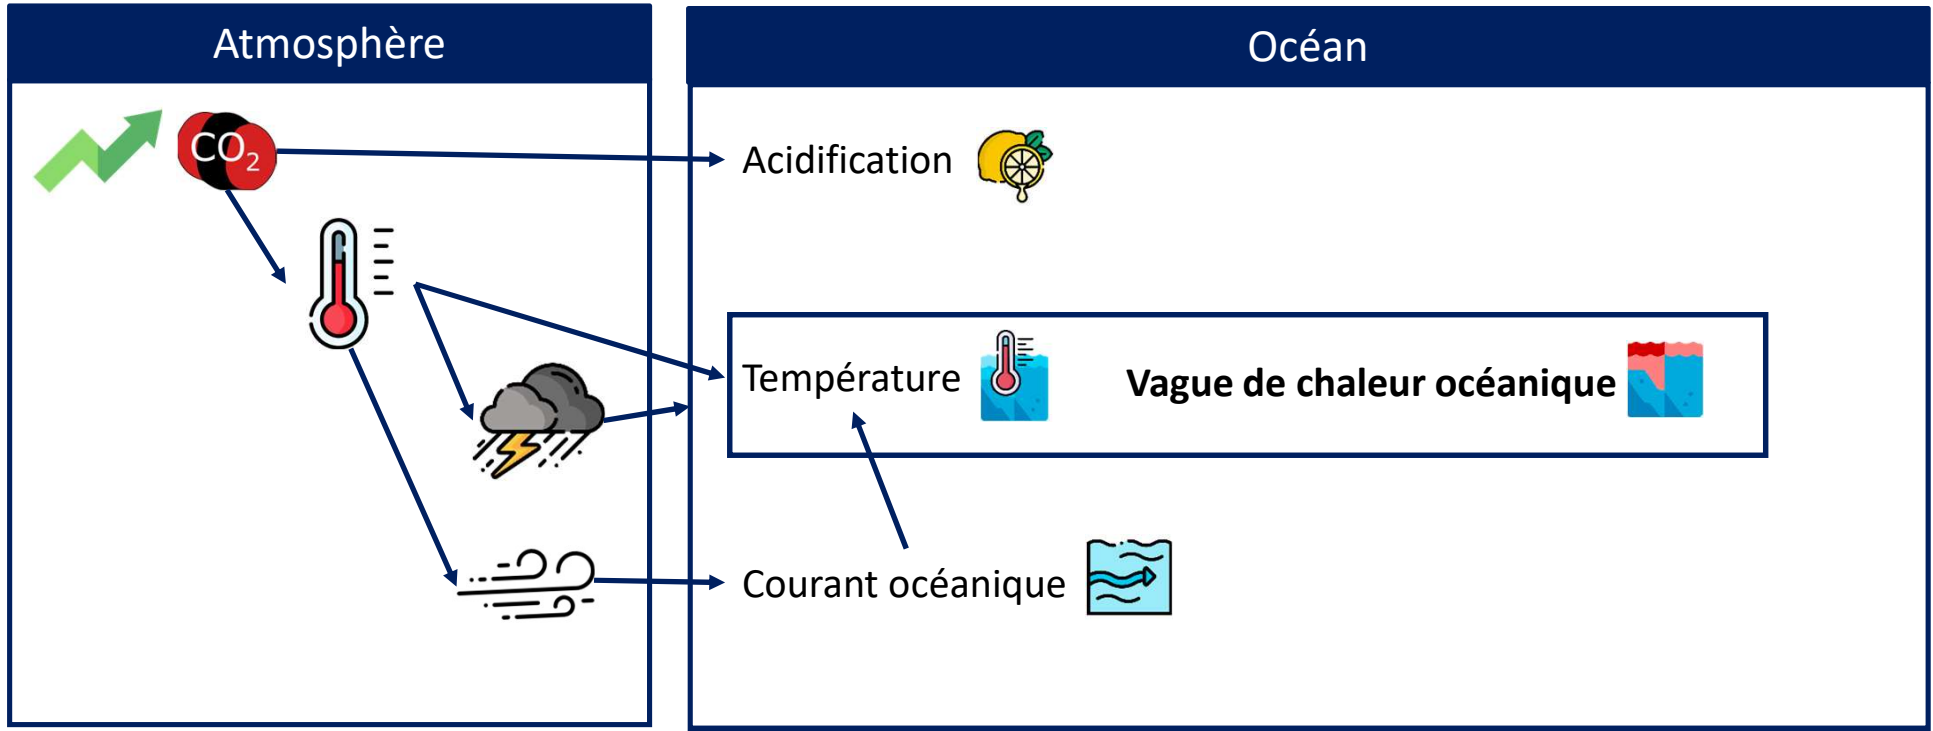 Atmosphère
Océan
CO2
Acidification
Température
Vague de chaleur océanique
Courant océanique